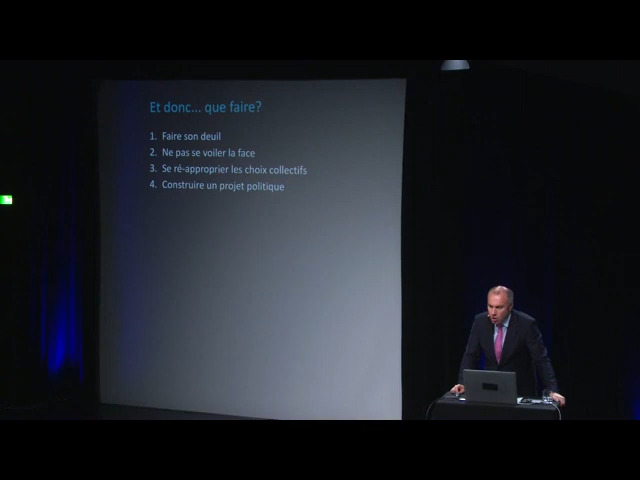 Et donc... que faire?
1. Faire son deuil
2. Ne pas se voiler la face
3. Se ré-approprier les choix collectifs
4. Construire un projet politique